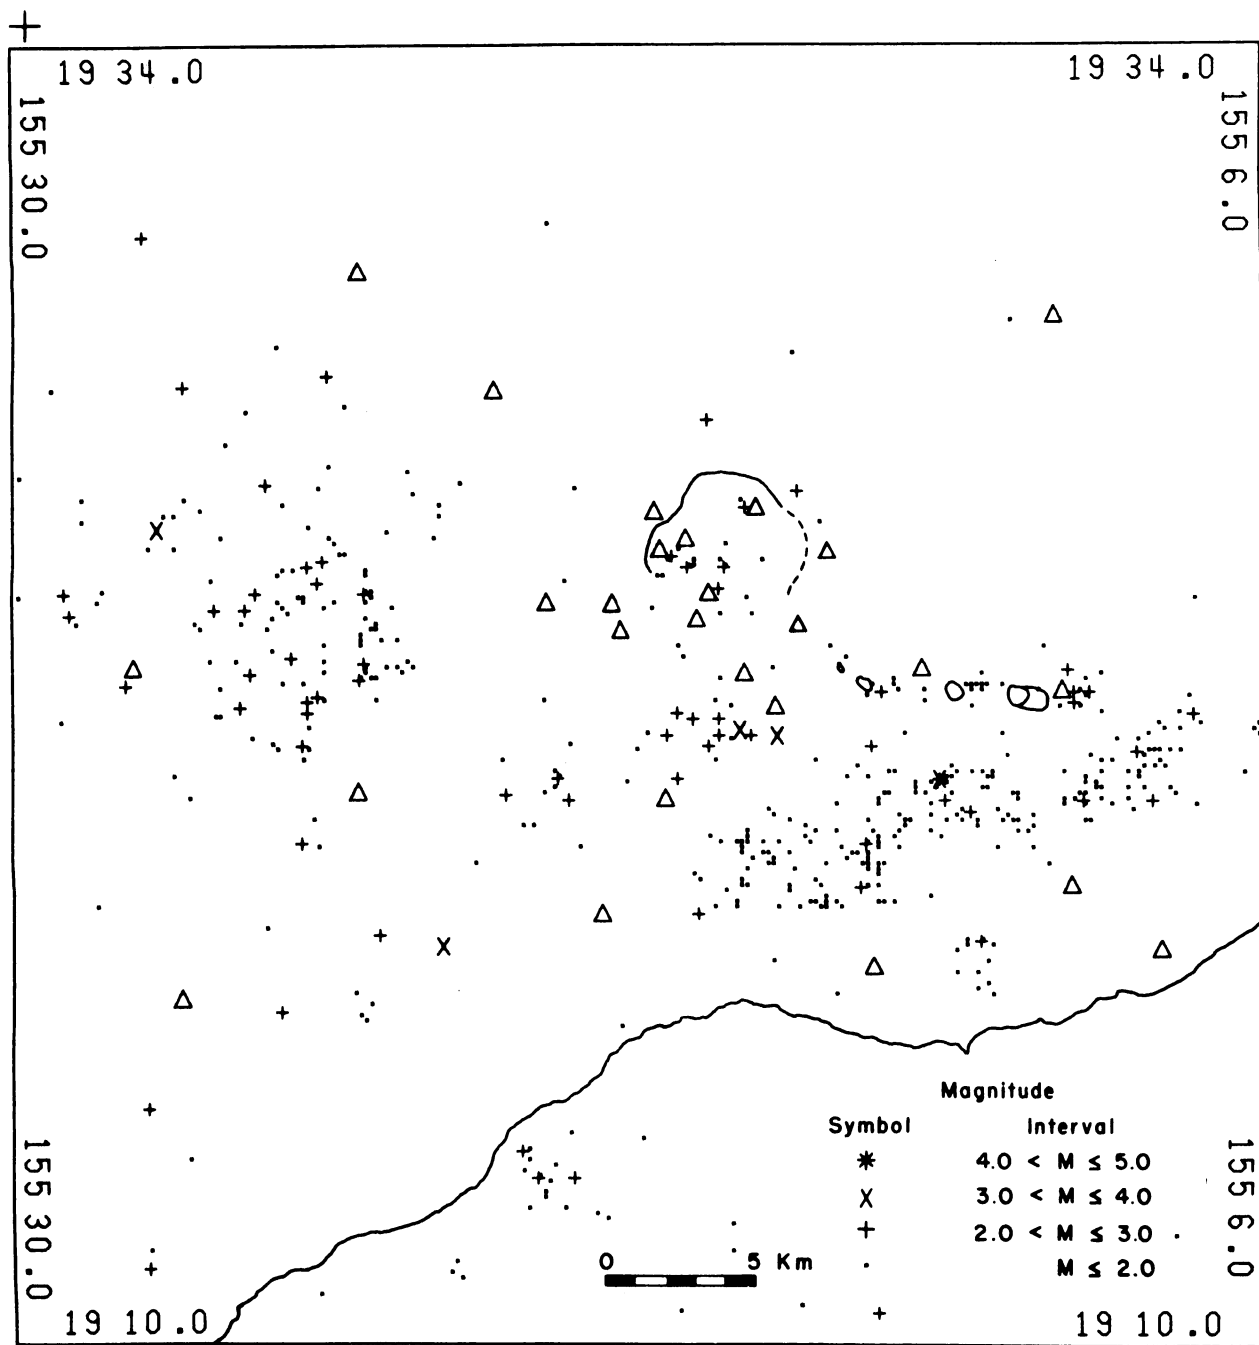 19 34.0
19 34.0
155 30.0
155 6.0
Magnitude
Symbol Interval
4.0 < M ≤ 5.0
3.0 < M ≤ 4.0
2.0 < M ≤ 3.0
M ≤ 2.0
0 5 Km
155 30.0
155 6.0
19 10.0
19 10.0